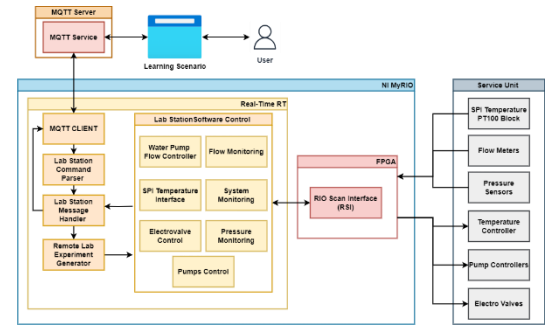 MQTT Server
MQTT Service
Learning Scenario
User
NI MyRIO
Service Unit
Real-Time RT
Lab StationSoftware Control
MQTT CLIENT
Lab Station
Command
Parser
Lab Station
Message
Handler
Remote Lab
Experiment
Generator
Water Pump
Flow Controller
Flow Monitoring
SPI Temperature
Interface
System
Monitoring
Electrovalve
Control
Pressure
Monitoring
Pumps Control
FPGA
RIO Scan Interface
(RSI)
SPI Temperature
PT100 Block
Flow Meters
Pressure
Sensors
Temperature
Controller
Pump Controllers
Electro Valves